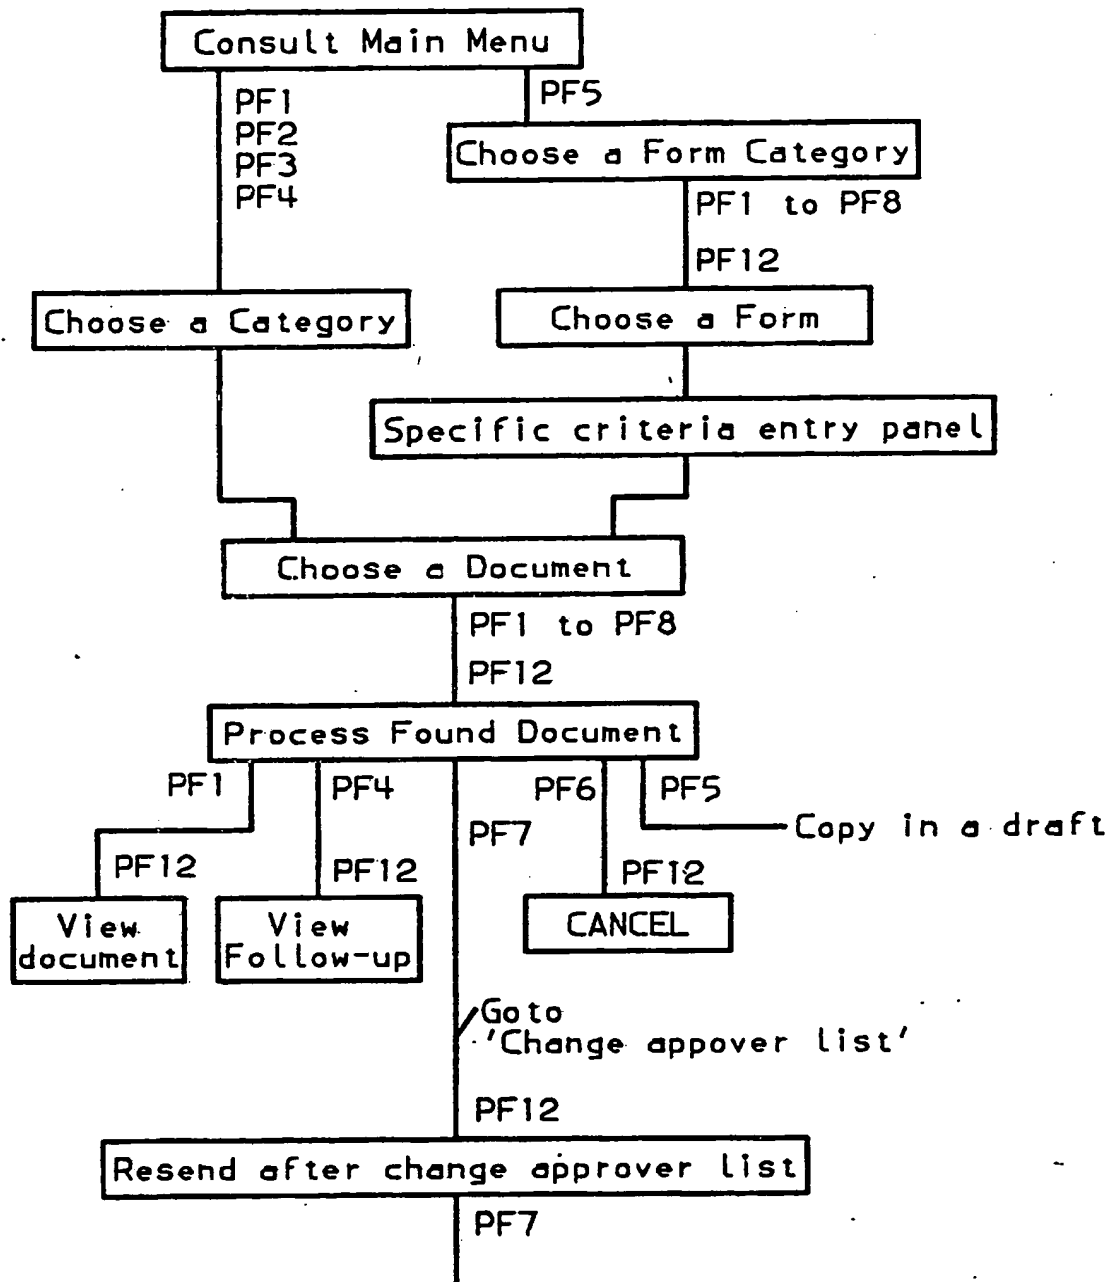 Consult Main Menu
PF1
PF2
PF3
PF4
PF5
Choose a Form Category
PF1 to PF8
PF12
Choose a Category
Choose a Form
Specific criteria entry panel
Choose a Document
PF1 to PF8
PF12
Process Found Document
PF1
PF4
PF7
PF6
PF5
Copy in a draft
PF12
PF12
PF12
View
document
View
Follow-up
CANCEL
Goto
'Change appover list'
PF12
Resend after change approver list
PF7